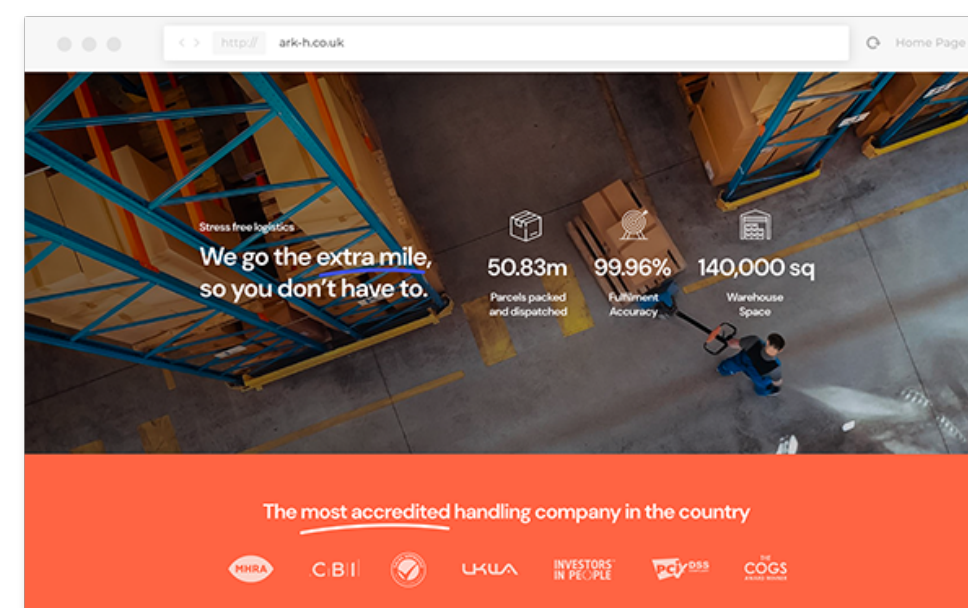 http://
ark-h.co.uk
Home Page
Stress free logistics
We go the extra mile,
so you don't have to.
50.83m
Parcels packed
and dispatched
99.96%
Fulfilment
Accuracy
140,000 sq
Warehouse
Space
The most accredited handling company in the country
MHRA
CBI
UKWA
INVESTORS
IN PEOPLE
PCI DSS
THE
COGS